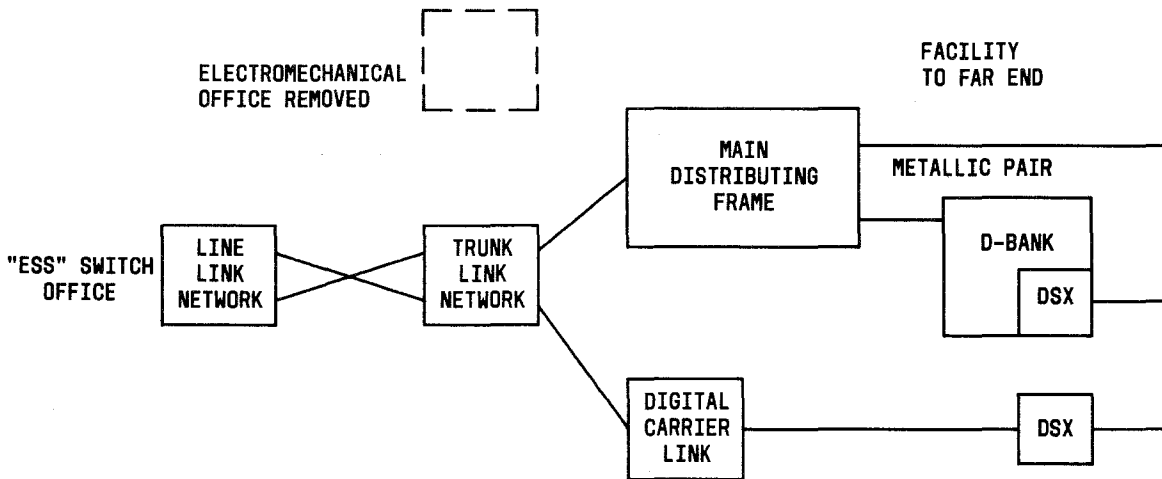 ELECTROMECHANICAL
OFFICE REMOVED
FACILITY
TO FAR END
MAIN
DISTRIBUTING
FRAME
METALLIC PAIR
"ESS" SWITCH
OFFICE
LINE
LINK
NETWORK
TRUNK
LINK
NETWORK
D-BANK
DSX
DIGITAL
CARRIER
LINK
DSX